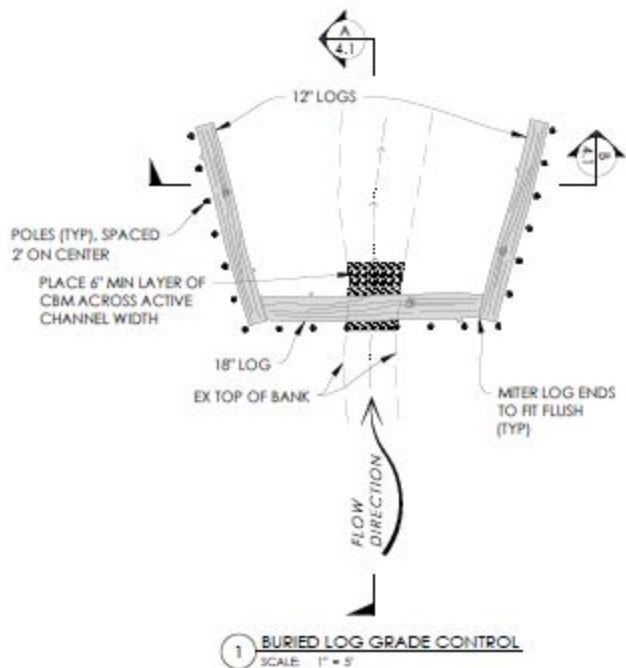 A
4.1
12" LOGS
B
4.1
POLES (TYP), SPACED
2' ON CENTER
PLACE 6" MIN LAYER OF
CBM ACROSS ACTIVE
CHANNEL WIDTH
18" LOG
EX TOP OF BANK
MITER LOG ENDS
TO FIT FLUSH
(TYP)
FLOW
DIRECTION
1 BURIED LOG GRADE CONTROL
SCALE: 1" = 5'